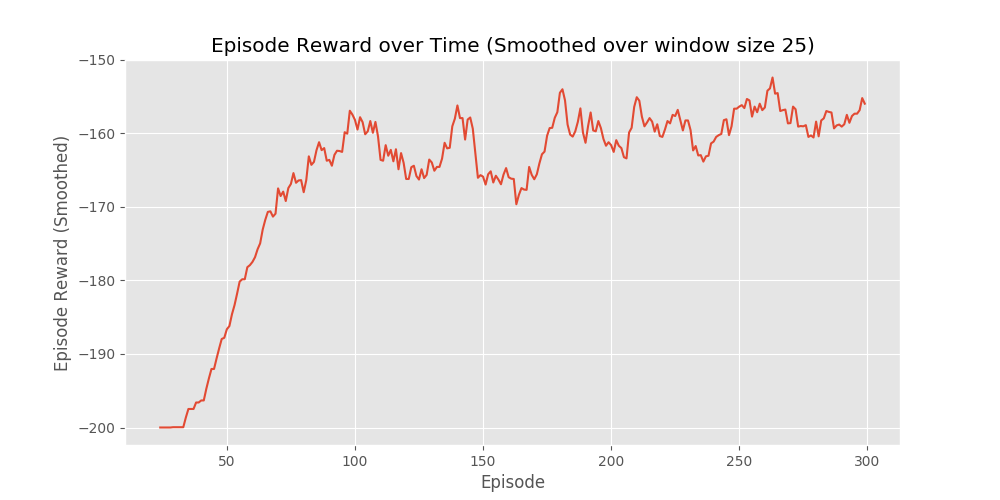 Episode Reward over Time (Smoothed over window size 25)
Episode Reward (Smoothed)
−150
−160
−170
−180
−190
−200
50 100 150 200 250 300
Episode